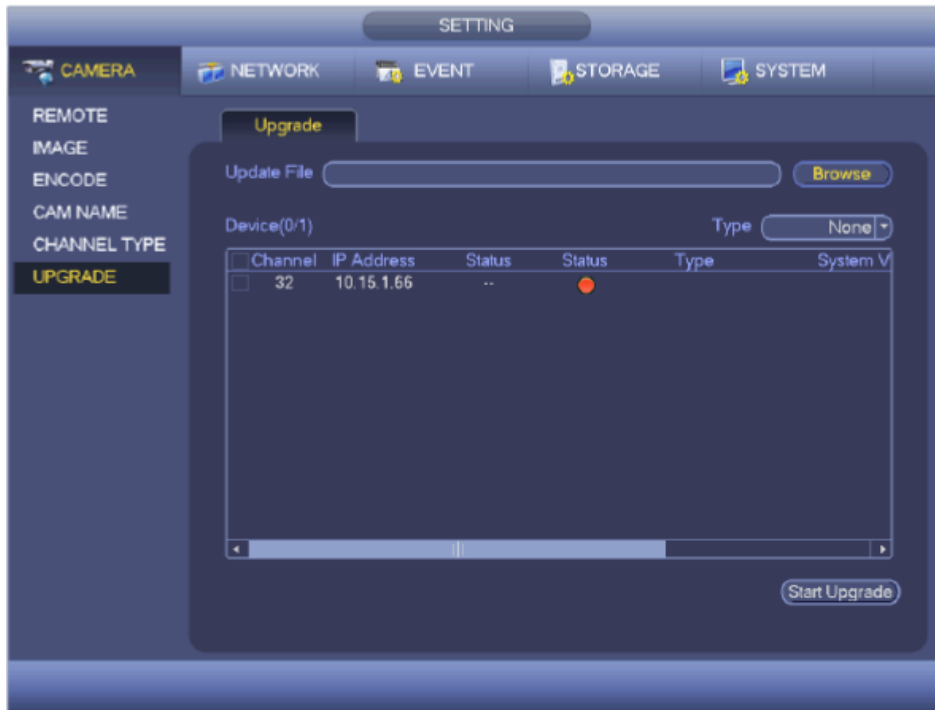 SETTING
CAMERA NETWORK EVENT STORAGE SYSTEM
REMOTE
IMAGE
ENCODE
CAM NAME
CHANNEL TYPE
UPGRADE
Upgrade
Update File Browse
Device(0/1) Type None
Channel IP Address Status Status Type System V
32 10.15.1.66 --
Start Upgrade